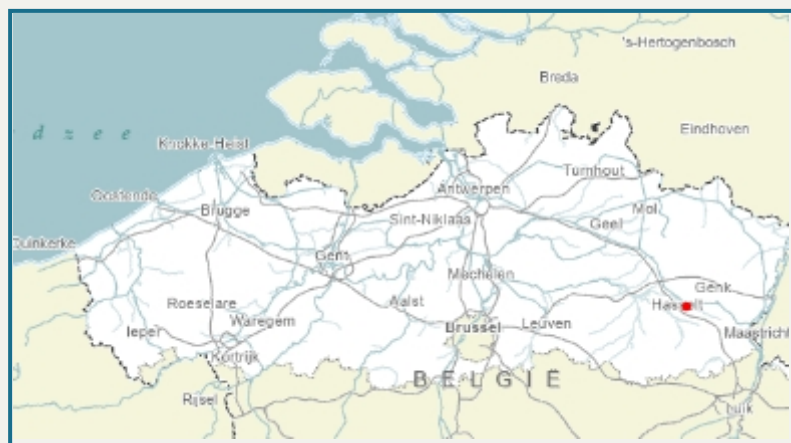 's-Hertogenbosch
Breda
Eindhoven
d z e e
Knokke-Heist
Turnhout
Antwerpen
Oostende
Mol
Brugge
Sint-Niklaas
Geel
Duinkerke
Gent
Mechelen
Genk
Roeselare
Aalst
Hasselt
Ieper
Waregem
Brussel
Leuven
Maastricht
Kortrijk
BELGIË
Rijsel
Luik